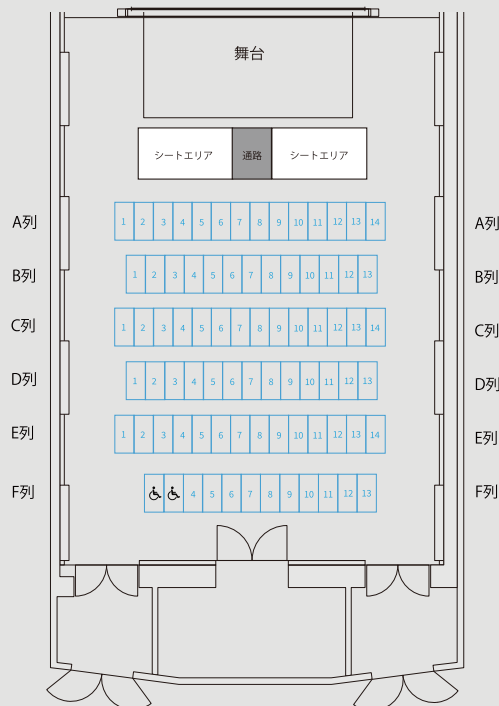 舞台
シートエリア 通路 シートエリア
A列 1 2 3 4 5 6 7 8 9 10 11 12 13 14 A列
B列 1 2 3 4 5 6 7 8 9 10 11 12 13 B列
C列 1 2 3 4 5 6 7 8 9 10 11 12 13 14 C列
D列 1 2 3 4 5 6 7 8 9 10 11 12 13 D列
E列 1 2 3 4 5 6 7 8 9 10 11 12 13 14 E列
F列 4 5 6 7 8 9 10 11 12 13 F列